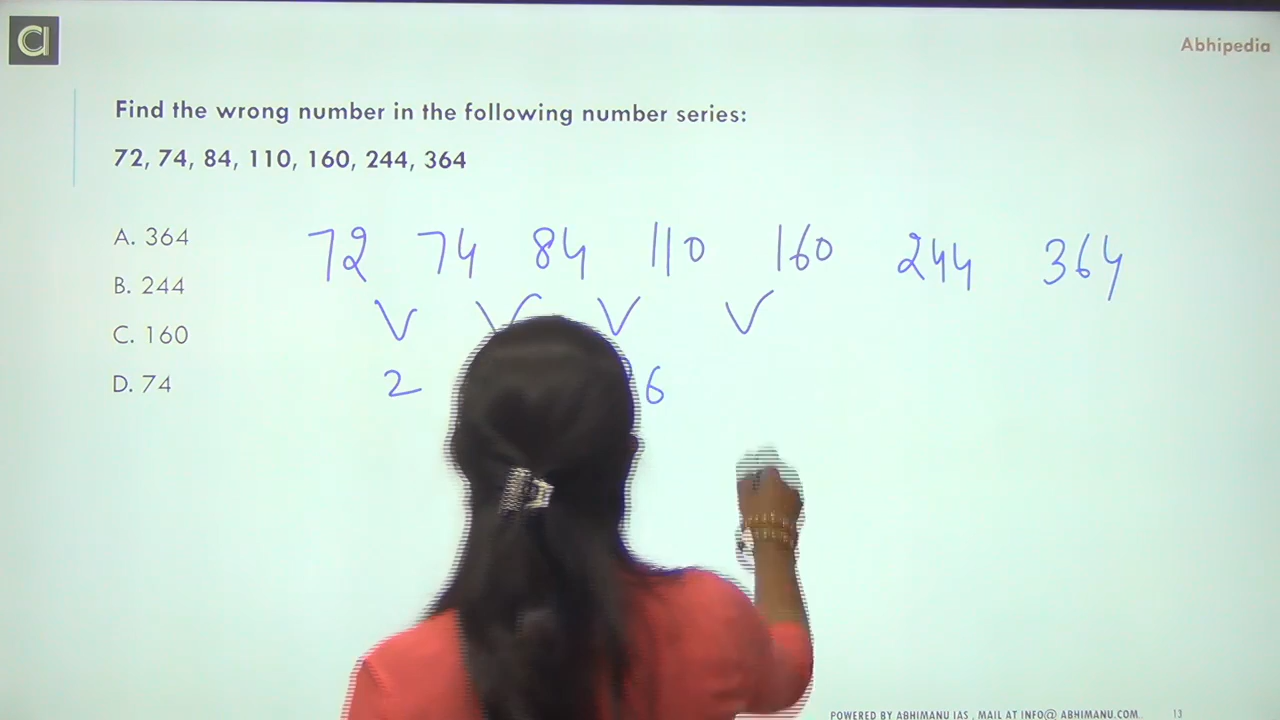 Abhipedia
Find the wrong number in the following number series:
72, 74, 84, 110, 160, 244, 364
A. 364
B. 244
C. 160
D. 74
72 74 84 110 160 244 364
2 6
POWERED BY ABHIMANU IAS , MAIL AT INFO@ ABHIMANU.COM
13